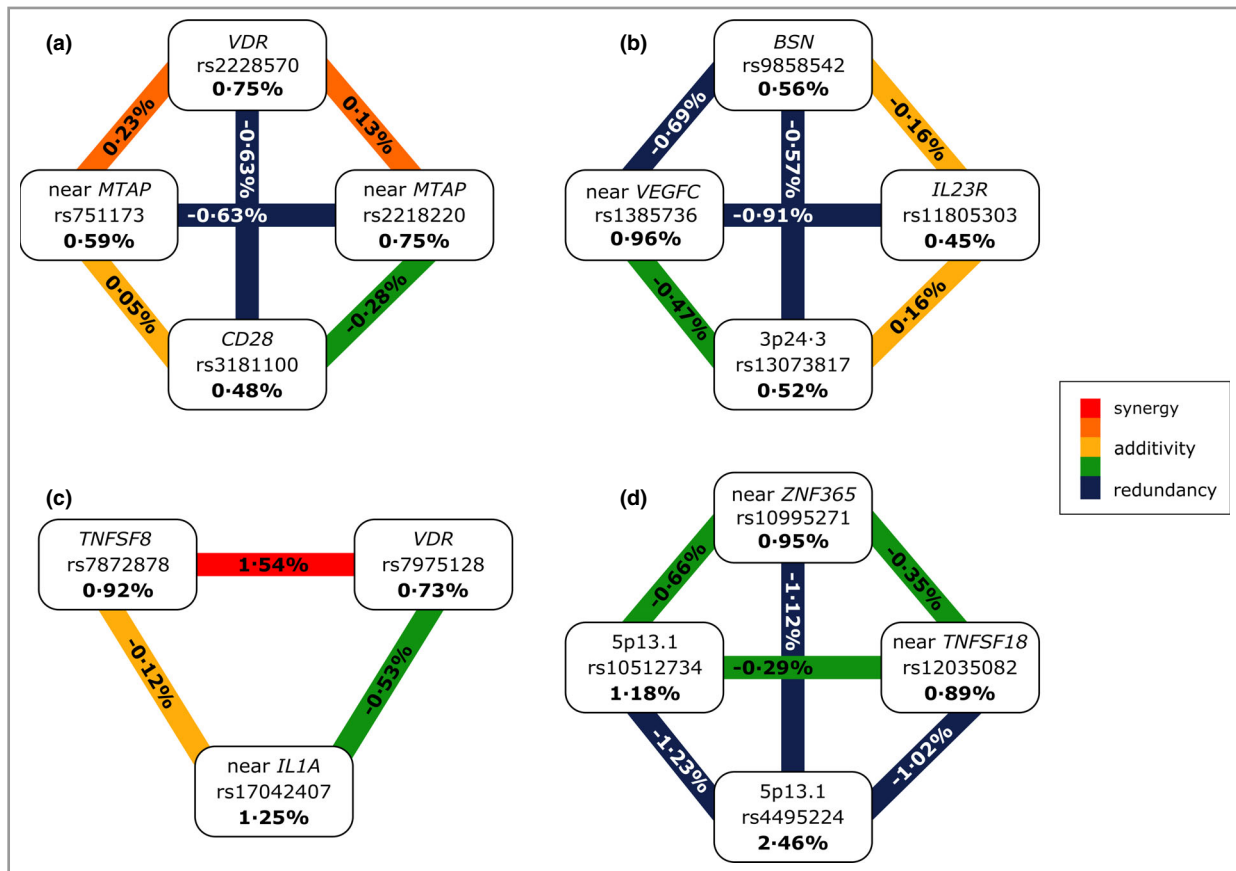 (a)
VDR
rs2228570
0·75%
0·23%
0·13%
-0·63%
near MTAP
rs751173
0·59%
-0·63%
near MTAP
rs2218220
0·75%
0·05%
-0·28%
CD28
rs3181100
0·48%
(b)
BSN
rs9858542
0·56%
-0·69%
-0·16%
-0·57%
near VEGFC
rs1385736
0·96%
-0·91%
IL23R
rs11805303
0·45%
-0·47%
0·16%
3p24·3
rs13073817
0·52%
synergy
additivity
redundancy
(c)
TNFSF8
rs7872878
0·92%
1·54%
VDR
rs7975128
0·73%
-0·12%
-0·53%
near IL1A
rs17042407
1·25%
(d)
near ZNF365
rs10995271
0·95%
-0·66%
-0·35%
-1·12%
5p13.1
rs10512734
1·18%
-0·29%
near TNFSF18
rs12035082
0·89%
-1·23%
-1·02%
5p13.1
rs4495224
2·46%